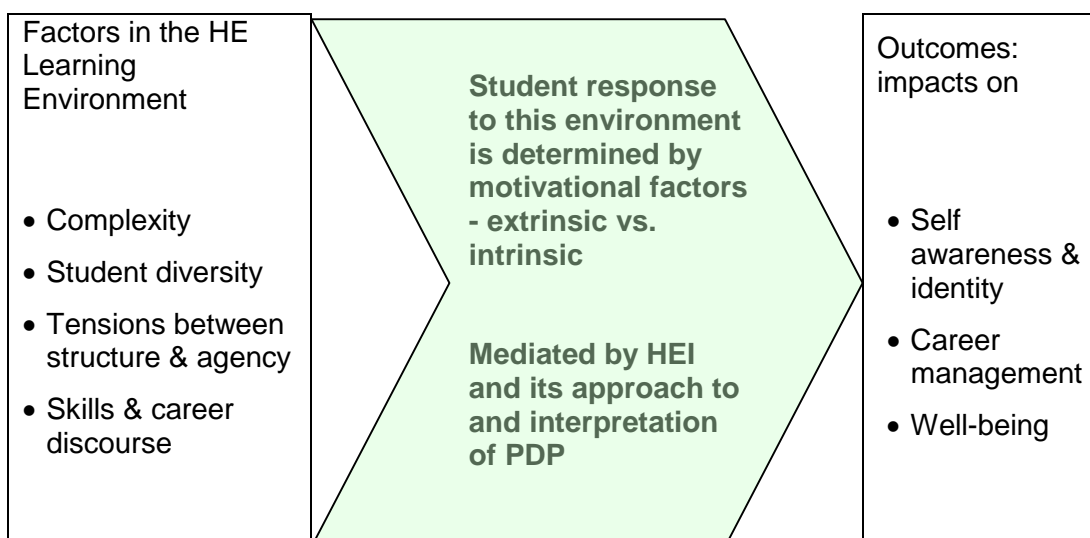 Factors in the HE
Learning
Environment
• Complexity
• Student diversity
• Tensions between
structure & agency
• Skills & career
discourse
Student response
to this environment
is determined by
motivational factors
- extrinsic vs.
intrinsic
Mediated by HEI
and its approach to
and interpretation
of PDP
Outcomes:
impacts on
• Self
awareness &
identity
• Career
management
• Well-being